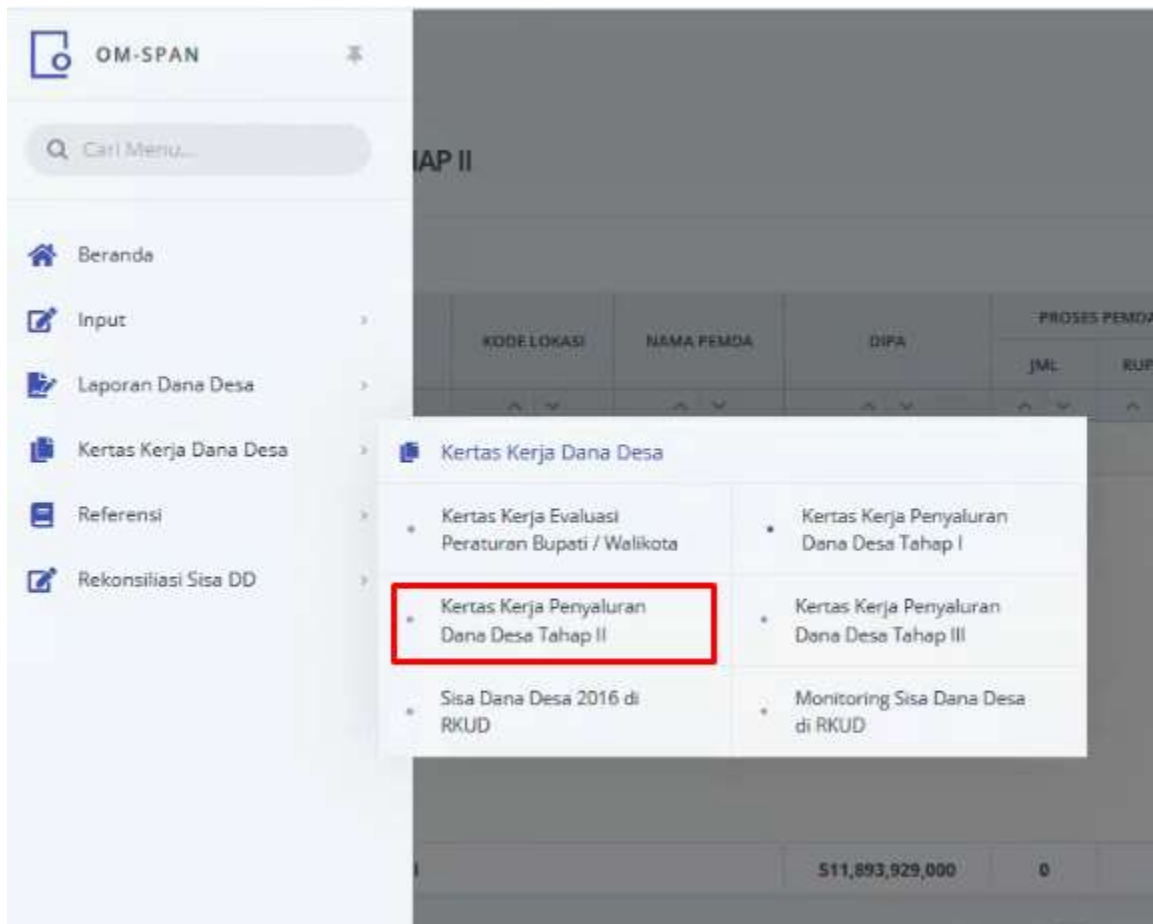 OM-SPAN
Cari Menu...
AP II
Beranda
Input
Laporan Dana Desa
Kertas Kerja Dana Desa
Referensi
Rekonsiliasi Sisa DD
KODE LOKASI
NAMA PEMDA
DIPA
PROSES PEMDA
JML
RUP
Kertas Kerja Dana Desa
Kertas Kerja Evaluasi
Peraturan Bupati / Walikota
Kertas Kerja Penyaluran
Dana Desa Tahap I
Kertas Kerja Penyaluran
Dana Desa Tahap II
Kertas Kerja Penyaluran
Dana Desa Tahap III
Sisa Dana Desa 2016 di
RKUD
Monitoring Sisa Dana Desa
di RKUD
511,893,929,000
0